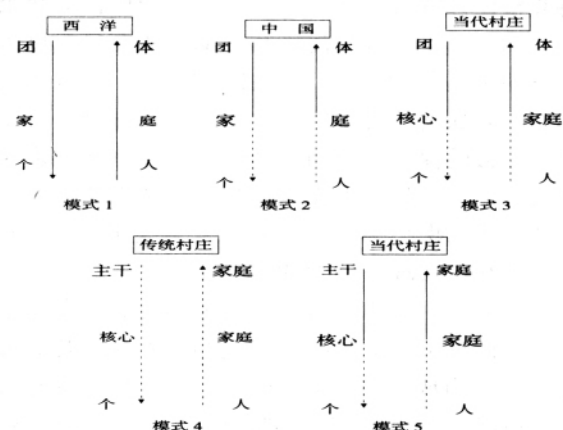 西 洋
中 国
当代村庄
团 体
团 体
团 体
家 庭
家 庭
核心 家庭
个 人
个 人
个 人
模式 1
模式 2
模式 3
传统村庄
当代村庄
主干 家庭
主干 家庭
核心 家庭
核心 家庭
个 人
个 人
模式 4
模式 5